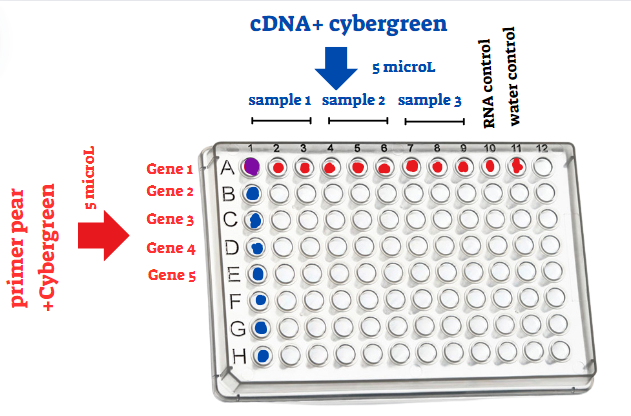 cDNA+ cybergreen
5 microL
sample 1 sample 2 sample 3
RNA control
water control
1 2 3 4 5 6 7 8 9 10 11 12
primer pear
+Cybergreen
5 microL
Gene 1
Gene 2
Gene 3
Gene 4
Gene 5
A
B
C
D
E
F
G
H